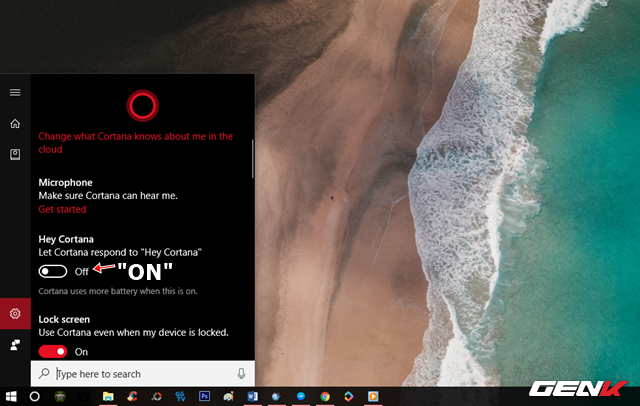 Change what Cortana knows about me in the
cloud
Microphone
Make sure Cortana can hear me.
Get started
Hey Cortana
Let Cortana respond to "Hey Cortana"
Off
"ON"
Cortana uses more battery when this is on.
Lock screen
Use Cortana even when my device is locked.
On
Type here to search
GENK